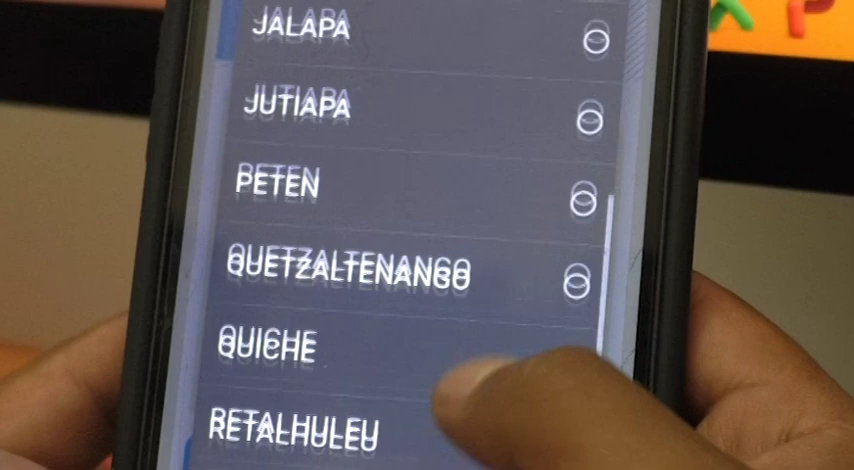 JALAPA
JUTIAPA
PETEN
QUETZALTENANGO
QUICHE
RETALHULEU